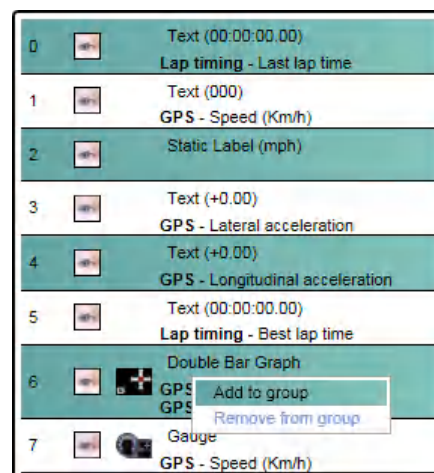 0
Text (00:00:00.00)
Lap timing - Last lap time
1
Text (000)
GPS - Speed (Km/h)
2
Static Label (mph)
3
Text (+0.00)
GPS - Lateral acceleration
4
Text (+0.00)
GPS - Longitudinal acceleration
5
Text (00:00:00.00)
Lap timing - Best lap time
6
Double Bar Graph
GPS
GPS
Add to group
Remove from group
7
Gauge
GPS - Speed (Km/h)